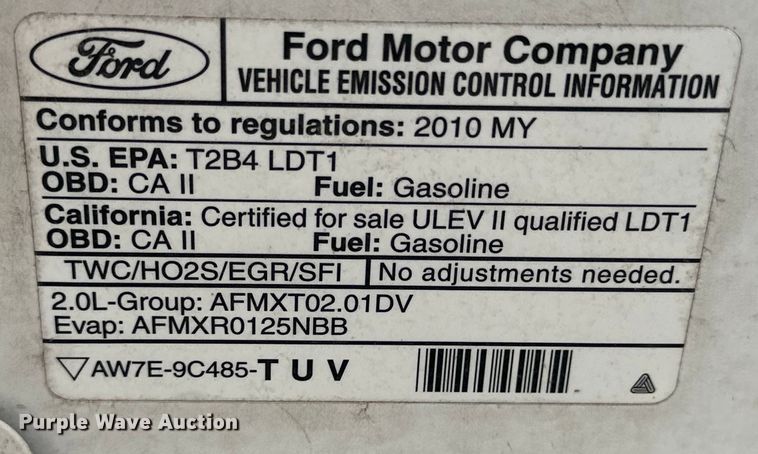 Ford
Ford Motor Company
VEHICLE EMISSION CONTROL INFORMATION
Conforms to regulations: 2010 MY
U.S. EPA: T2B4 LDT1
OBD: CA II Fuel: Gasoline
California: Certified for sale ULEV II qualified LDT1
OBD: CA II Fuel: Gasoline
TWC/HO2S/EGR/SFI No adjustments needed.
2.0L-Group: AFMXT02.01DV
Evap: AFMXR0125NBB
AW7E-9C485-T U V
Purple Wave Auction